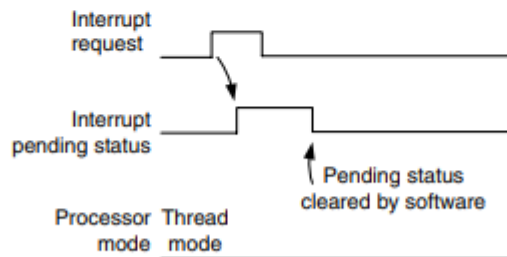 Interrupt
request
Interrupt
pending status
Pending status
cleared by software
Processor Thread
mode mode